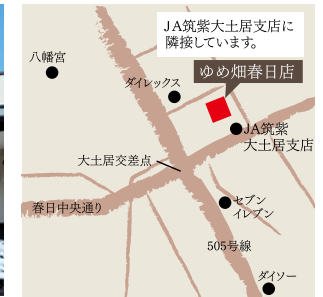 JA筑紫大土居支店に
隣接しています。
八幡宮
ゆめ畑春日店
ダイレックス
JA筑紫
大土居支店
大土居交差点
セブン
イレブン
春日中央通り
505号線
ダイソー